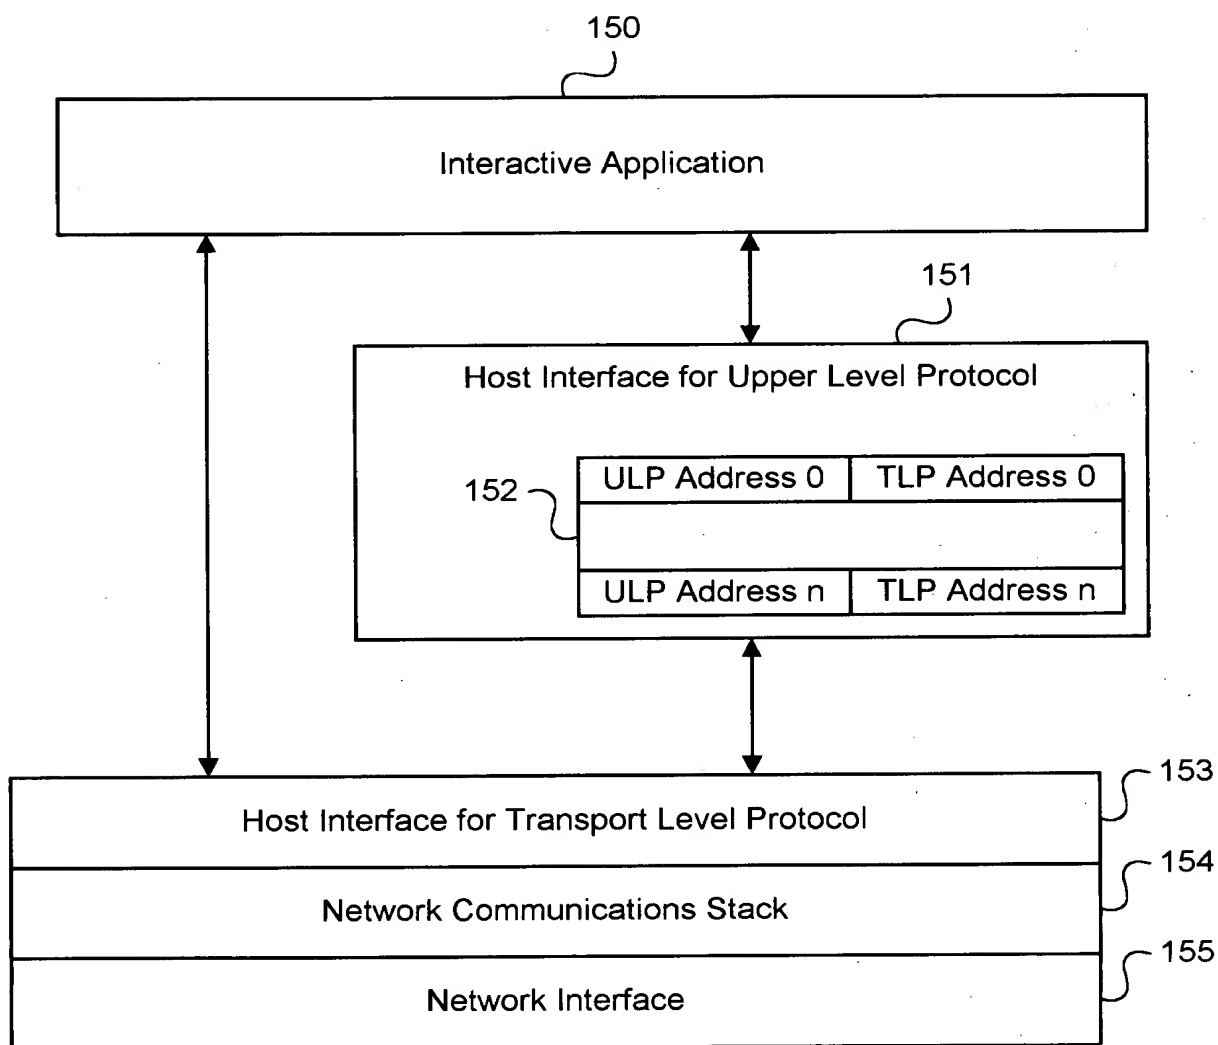 150
Interactive Application
151
Host Interface for Upper Level Protocol
152
ULP Address 0 TLP Address 0
ULP Address n TLP Address n
153
Host Interface for Transport Level Protocol
154
Network Communications Stack
155
Network Interface